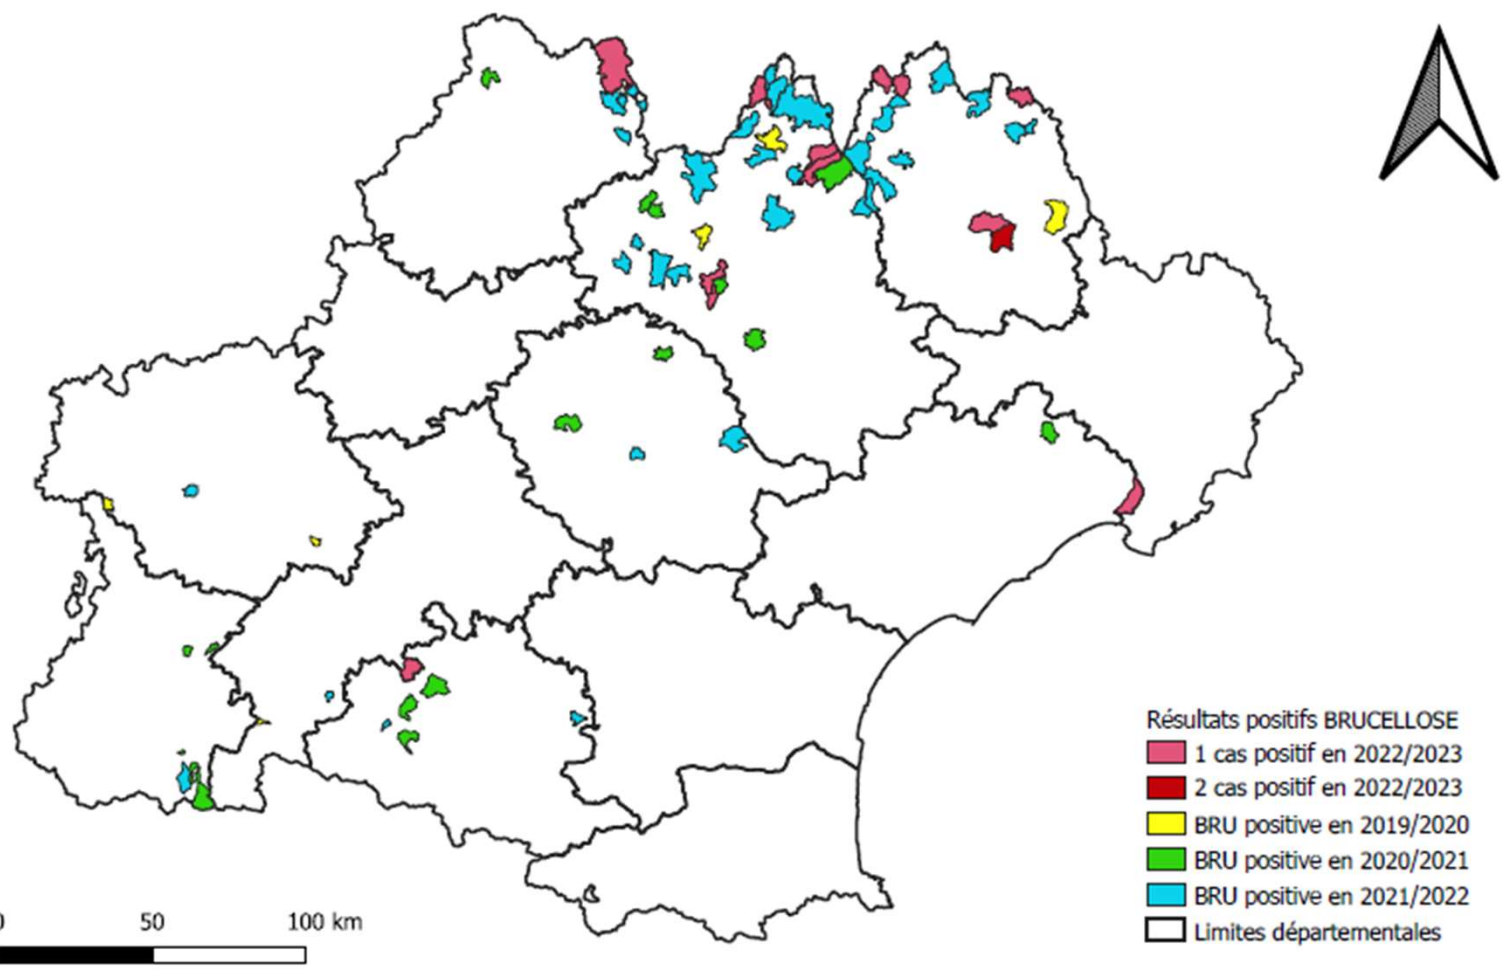 Résultats positifs BRUCELLOSE
1 cas positif en 2022/2023
2 cas positif en 2022/2023
BRU positive en 2019/2020
BRU positive en 2020/2021
BRU positive en 2021/2022
Limites départementales
0 50 100 km